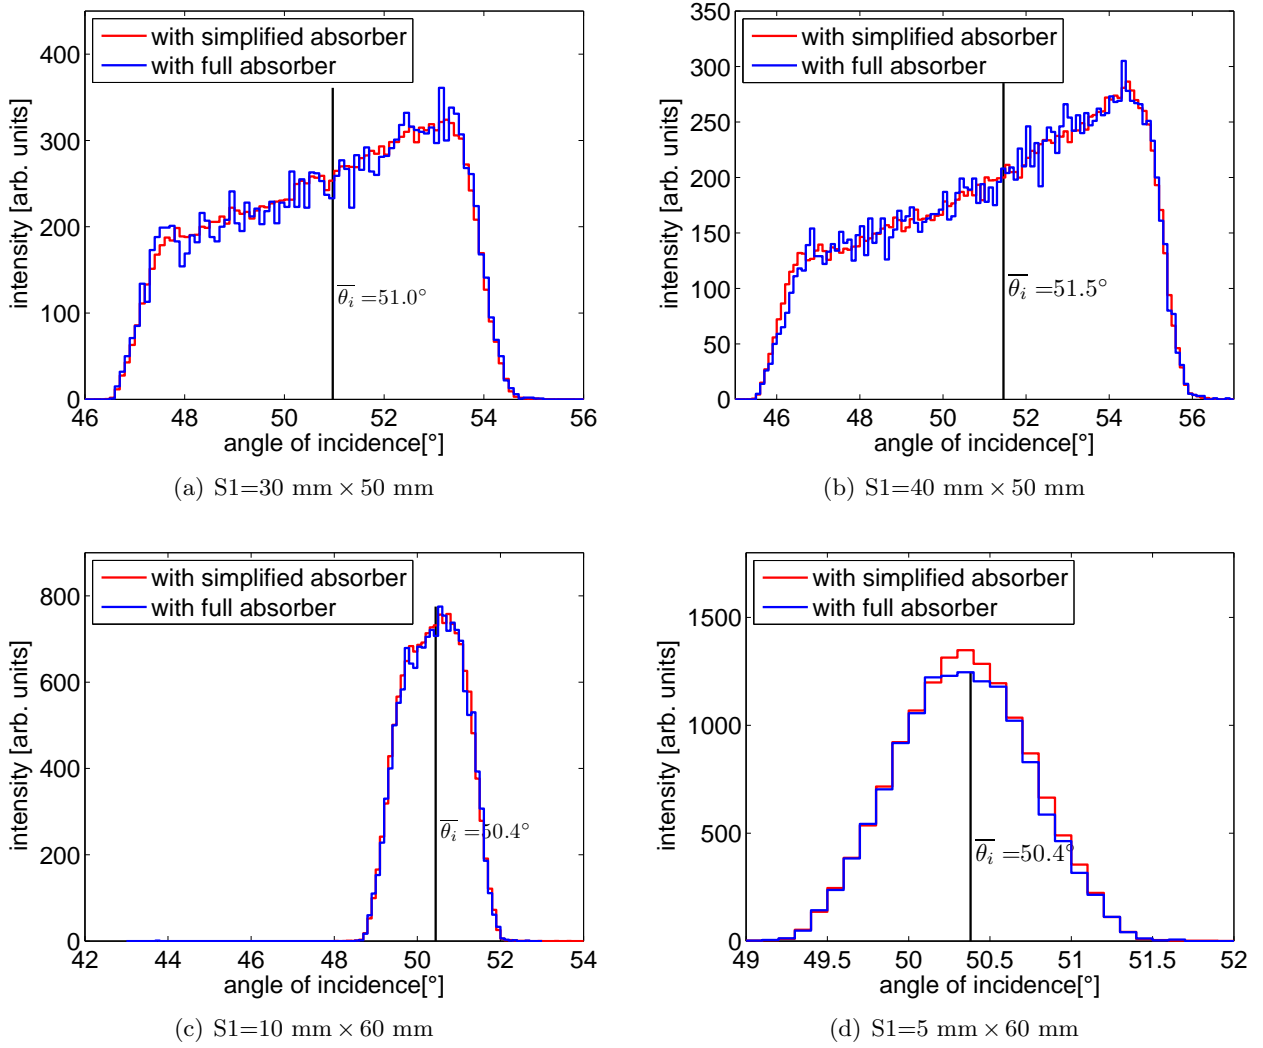 450
400
300
200
100
0
intensity [arb. units]
with simplified absorber
with full absorber
θ̅ᵢ =51.0°
46 48 50 52 54 56
angle of incidence[°]
(a) S1=30 mm × 50 mm
350
300
250
200
150
100
50
0
intensity [arb. units]
with simplified absorber
with full absorber
θ̅ᵢ =51.5°
46 48 50 52 54 56
angle of incidence[°]
(b) S1=40 mm × 50 mm
800
600
400
200
0
intensity [arb. units]
with simplified absorber
with full absorber
θ̅ᵢ =50.4°
42 44 46 48 50 52 54
angle of incidence[°]
(c) S1=10 mm × 60 mm
1500
1000
500
0
intensity [arb. units]
with simplified absorber
with full absorber
θ̅ᵢ =50.4°
49 49.5 50 50.5 51 51.5 52
angle of incidence[°]
(d) S1=5 mm × 60 mm